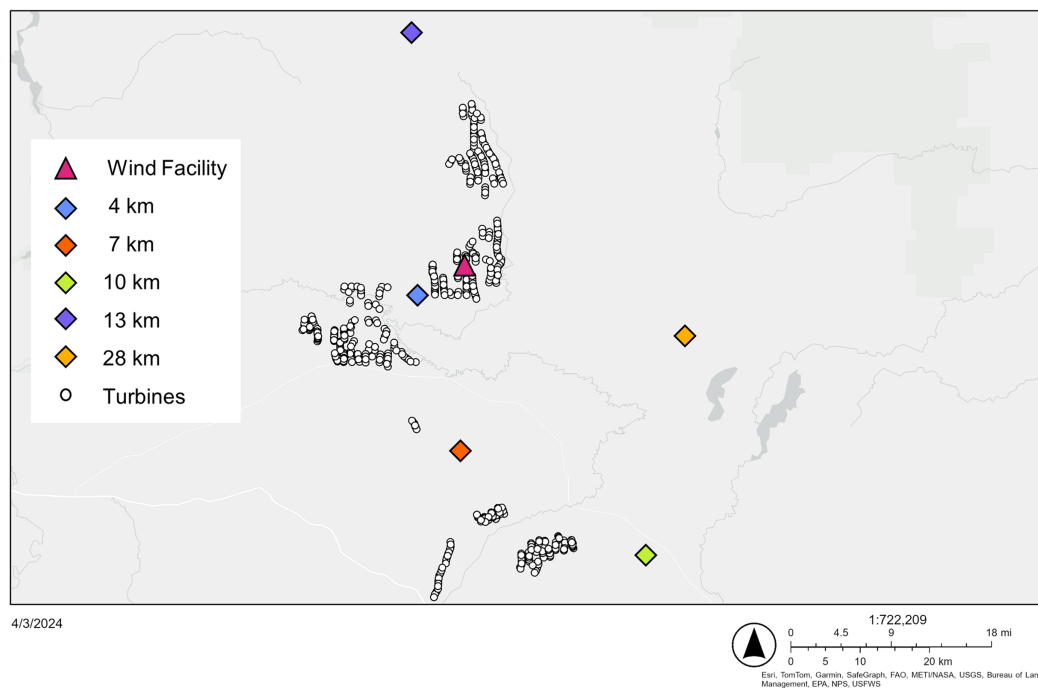 Wind Facility
4 km
7 km
10 km
13 km
28 km
Turbines
4/3/2024
1:722,209
0 4.5 9 18 mi
0 5 10 20 km
Esri, TomTom, Garmin, SafeGraph, FAO, METI/NASA, USGS, Bureau of Lan
Management, EPA, NPS, USFWS